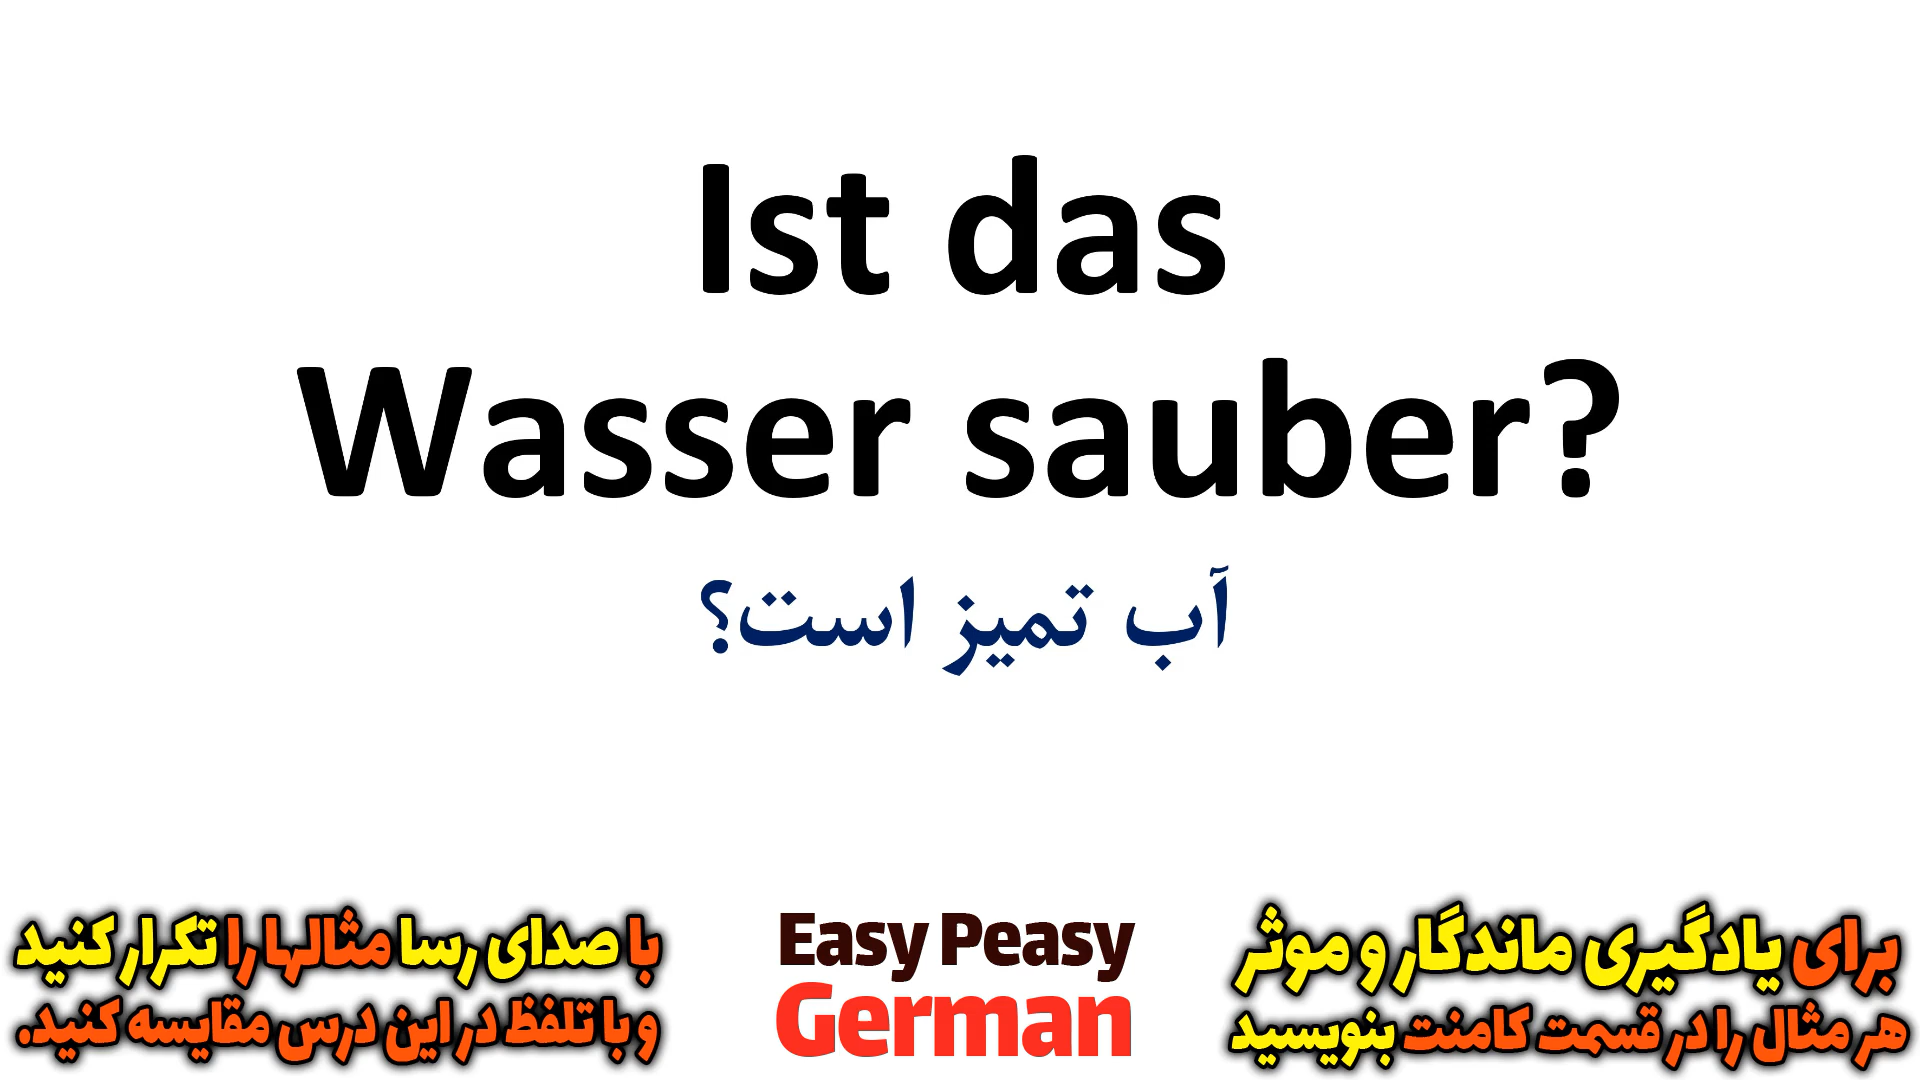 Ist das
Wasser sauber?
آب تمیز است؟
برای یادگیری ماندگار و موثر
هر مثال را در قسمت کامنت بنویسید
Easy Peasy
German
با صدای رسا مثالها را تکرار کنید
و با تلفظ در این درس مقایسه کنید.